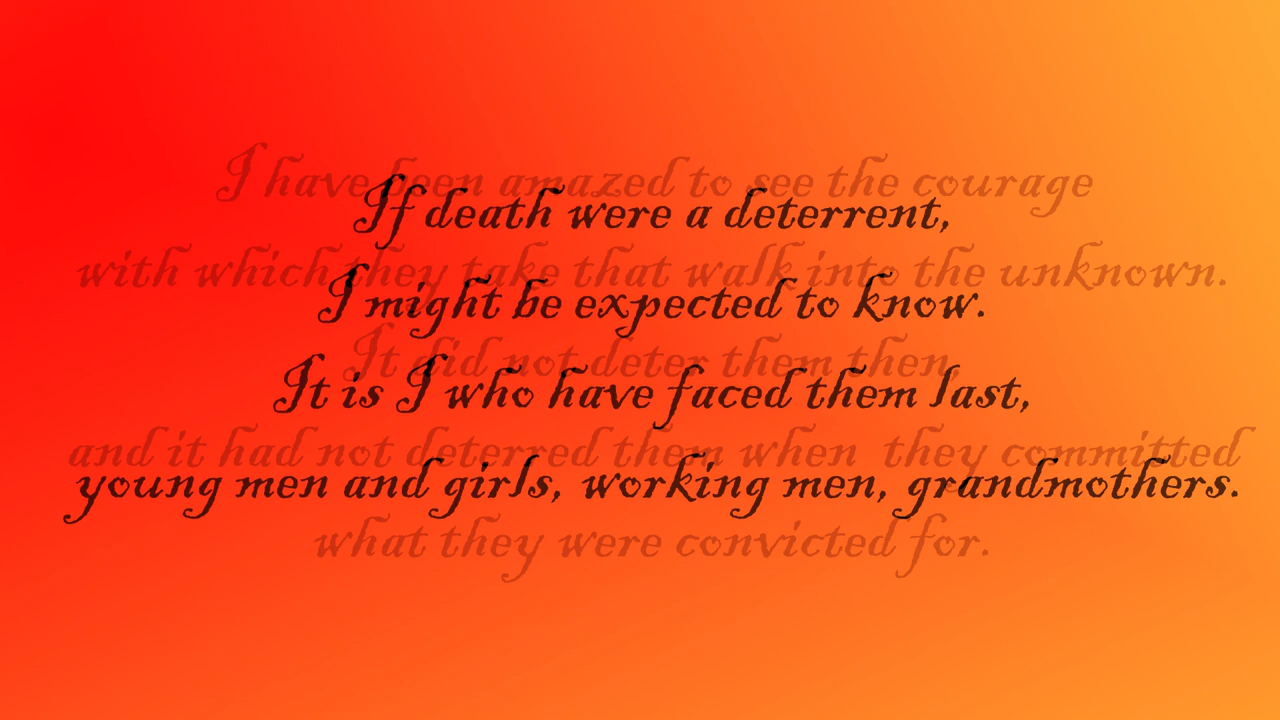 I have been amazed to see the courage
If death were a deterrent,
with which they take that walk into the unknown.
I might be expected to know.
It did not deter them then,
It is I who have faced them last,
and it had not deterred them when they committed
young men and girls, working men, grandmothers.
what they were convicted for.